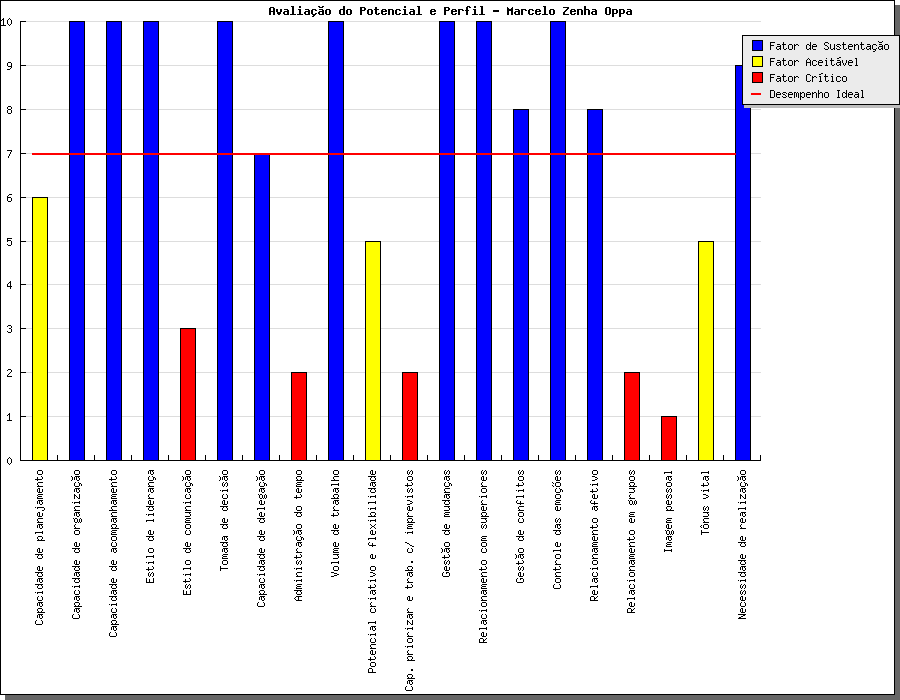 Avaliação do Potencial e Perfil - Marcelo Zenha Oppa
Fator de Sustentação
Fator Aceitável
Fator Crítico
Desempenho Ideal
10
9
8
7
6
5
4
3
2
1
0
Capacidade de planejamento
Capacidade de organização
Capacidade de acompanhamento
Estilo de liderança
Estilo de comunicação
Tomada de decisão
Capacidade de delegação
Administração do tempo
Volume de trabalho
Potencial criativo e flexibilidade
Cap. priorizar e trab. c/ imprevistos
Gestão de mudanças
Relacionamento com superiores
Gestão de conflitos
Controle das emoções
Relacionamento afetivo
Relacionamento em grupos
Imagem pessoal
Tônus vital
Necessidade de realização